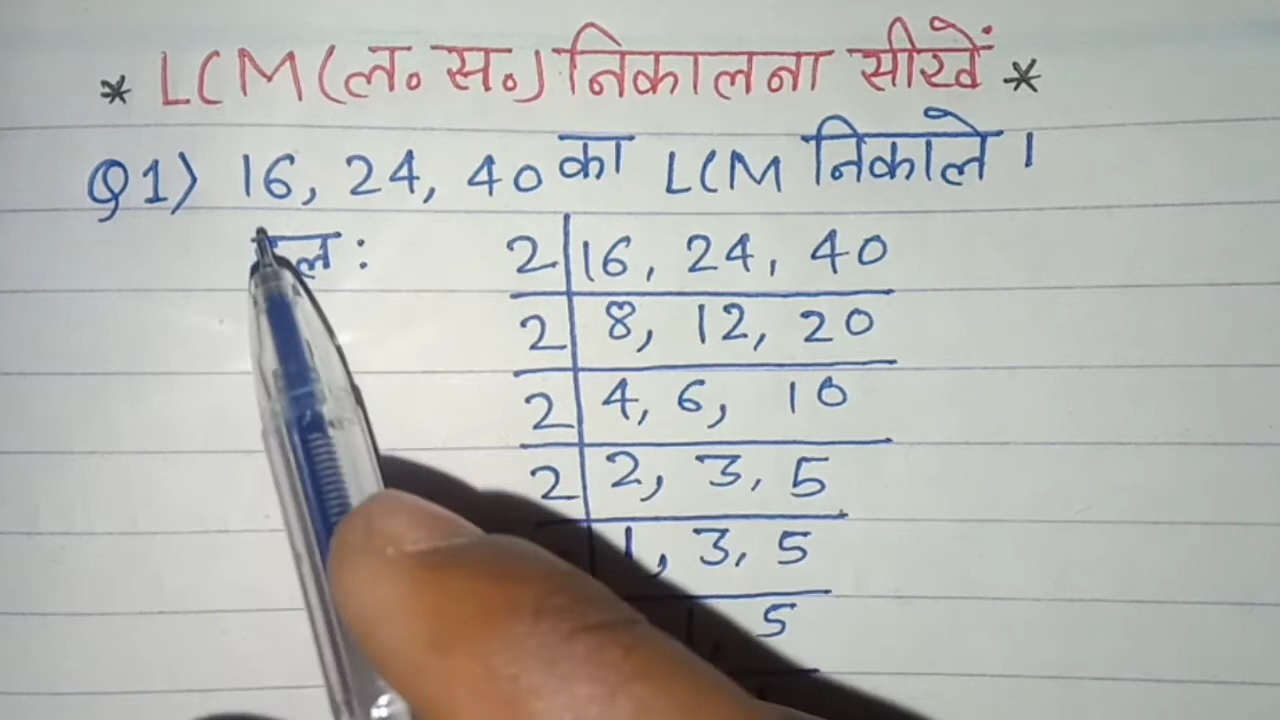 * LCM (ल॰ स॰) निकालना सीखें *
Q1) 16, 24, 40 का LCM निकाले ।
2 | 16, 24, 40
2 | 8, 12, 20
2 | 4, 6, 10
2 | 2, 3, 5
1, 3, 5
5